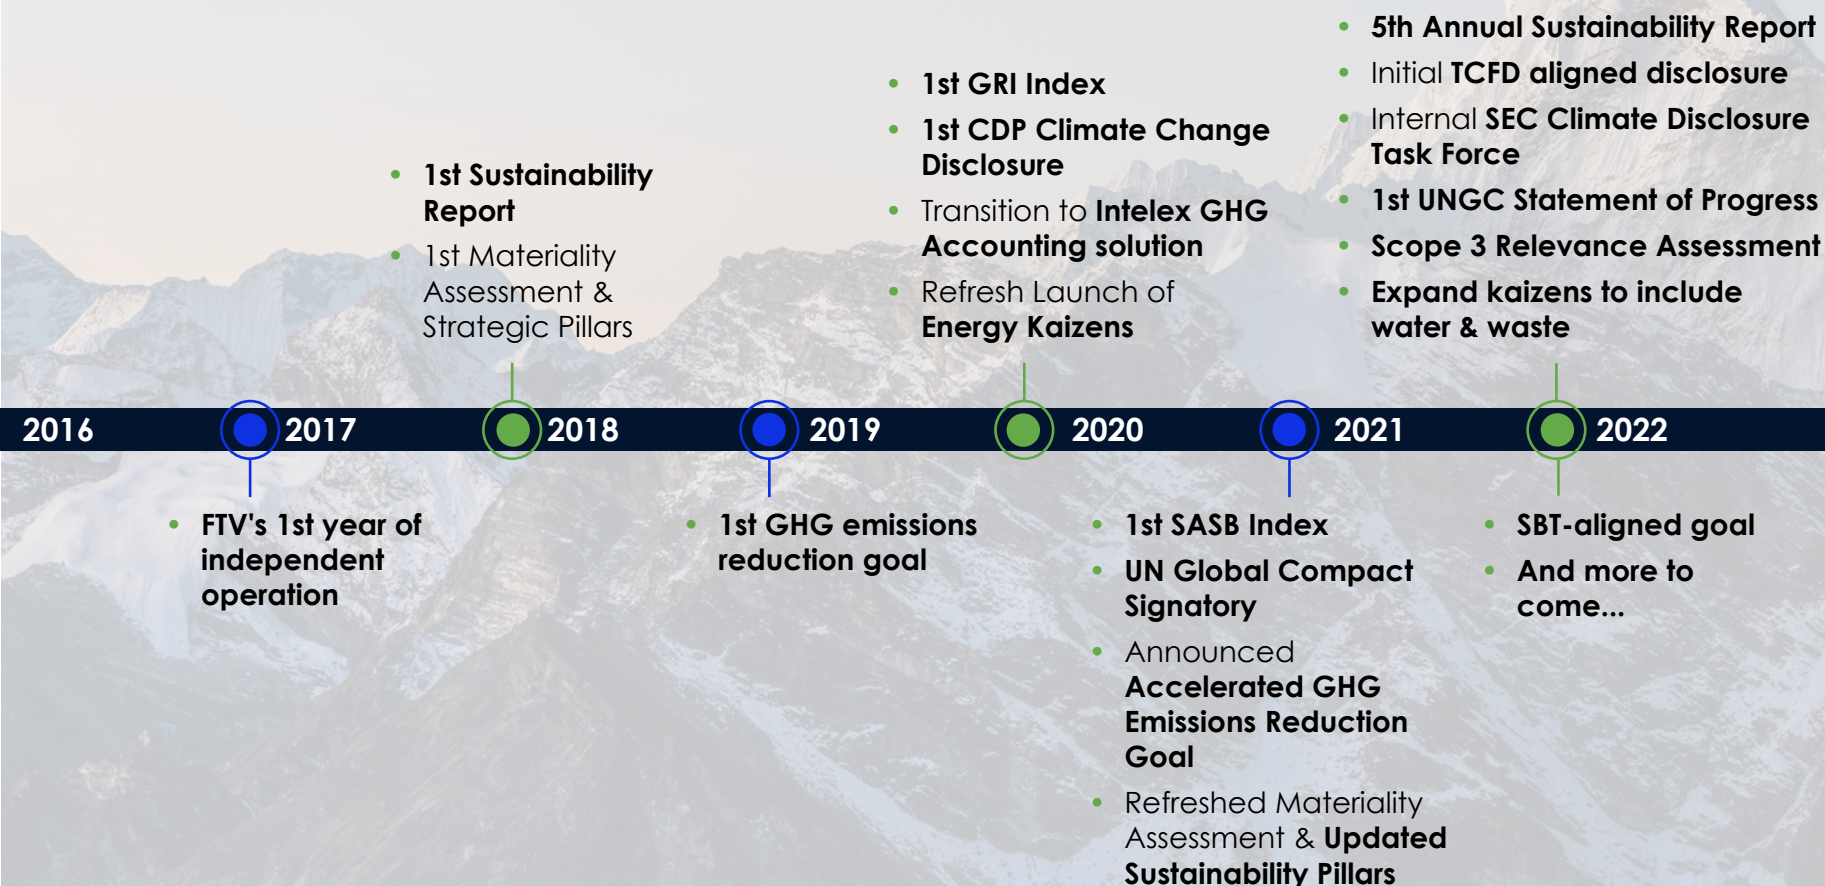 1st Sustainability
Report
1st Materiality
Assessment &
Strategic Pillars
1st GRI Index
1st CDP Climate Change
Disclosure
Transition to Intelex GHG
Accounting solution
Refresh Launch of
Energy Kaizens
5th Annual Sustainability Report
Initial TCFD aligned disclosure
Internal SEC Climate Disclosure
Task Force
1st UNGC Statement of Progress
Scope 3 Relevance Assessment
Expand kaizens to include
water & waste
2016 2017 2018 2019 2020 2021 2022
FTV's 1st year of
independent
operation
1st GHG emissions
reduction goal
1st SASB Index
UN Global Compact
Signatory
Announced
Accelerated GHG
Emissions Reduction
Goal
Refreshed Materiality
Assessment & Updated
Sustainability Pillars
SBT-aligned goal
And more to
come...